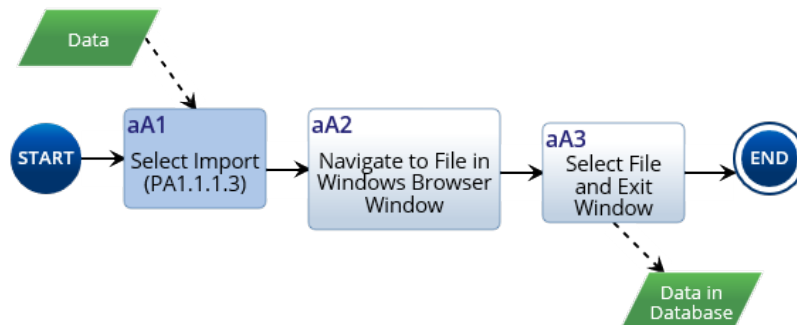 Data
START
aA1
Select Import
(PA1.1.1.3)
aA2
Navigate to File in
Windows Browser
Window
aA3
Select File
and Exit
Window
END
Data in
Database